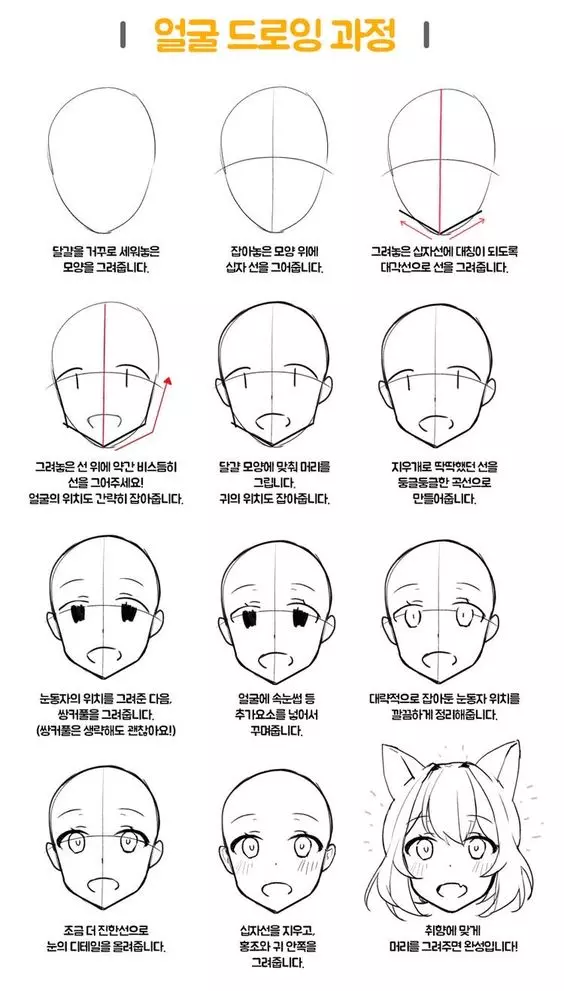 얼굴 드로잉 과정
달걀을 거꾸로 세워놓은
모양을 그려줍니다.
잡아놓은 모양 위에
십자 선을 그어줍니다.
그려놓은 십자선에 대칭이 되도록
대각선으로 선을 그려줍니다.
그려놓은 선 위에 약간 비스듬히
선을 그어주세요!
얼굴의 위치도 간략히 잡아줍니다.
달걀 모양에 맞춰 머리를
그립니다.
귀의 위치도 잡아줍니다.
지우개로 딱딱했던 선을
둥글둥글한 곡선으로
만들어줍니다.
눈동자의 위치를 그려준 다음,
쌍커풀을 그려줍니다.
(쌍커풀은 생략해도 괜찮아요!)
얼굴에 속눈썹 등
추가요소를 넣어서
꾸며줍니다.
대략적으로 잡아둔 눈동자 위치를
깔끔하게 정리해줍니다.
조금 더 진한선으로
눈의 디테일을 올려줍니다.
십자선을 지우고,
홍조와 귀 안쪽을
그려줍니다.
취향에 맞게
머리를 그려주면 완성입니다!